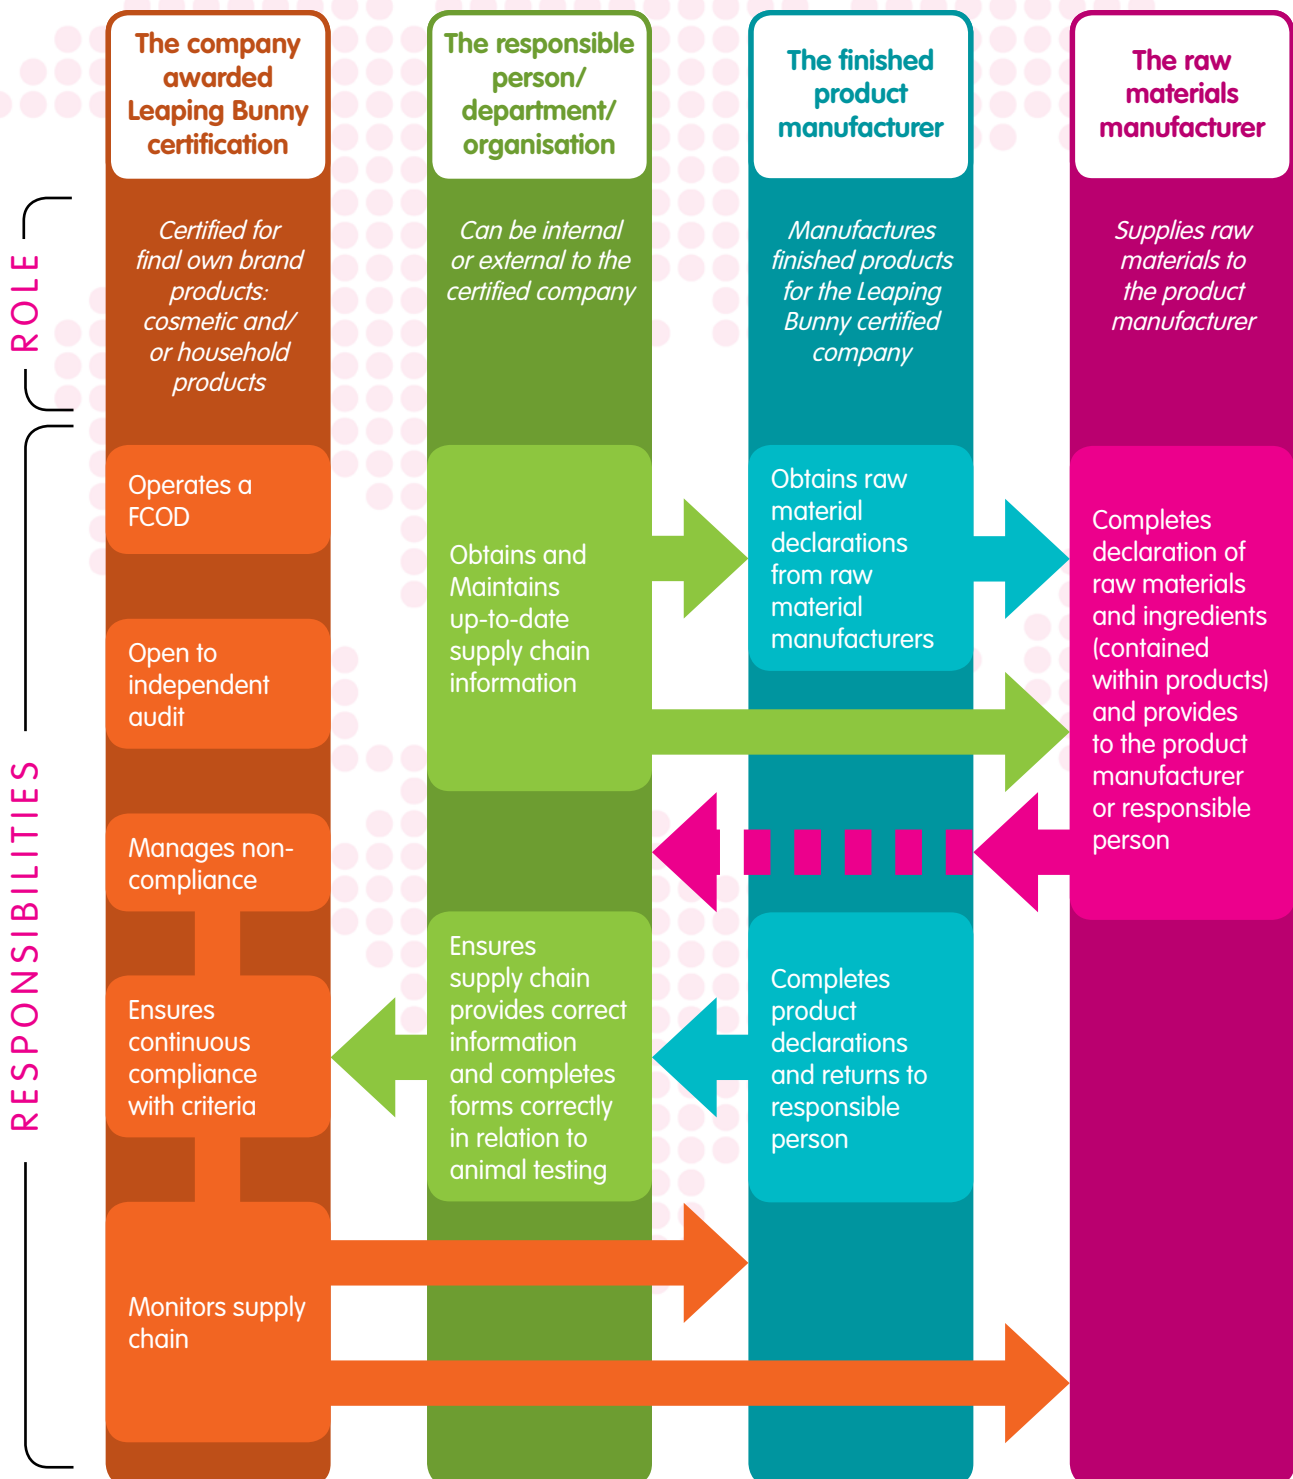 The company
awarded
Leaping Bunny
certification
The responsible
person/
department/
organisation
The finished
product
manufacturer
The raw
materials
manufacturer
ROLE
Certified for
final own brand
products:
cosmetic and/
or household
products
Can be internal
or external to the
certified company
Manufactures
finished products
for the Leaping
Bunny certified
company
Supplies raw
materials to
the product
manufacturer
RESPONSIBILITIES
Operates a
FCOD
Open to
independent
audit
Manages non-
compliance
Ensures
continuous
compliance
with criteria
Monitors supply
chain
Obtains and
Maintains
up-to-date
supply chain
information
Ensures
supply chain
provides correct
information
and completes
forms correctly
in relation to
animal testing
Obtains raw
material
declarations
from raw
material
manufacturers
Completes
product
declarations
and returns to
responsible
person
Completes
declaration of
raw materials
and ingredients
(contained
within products)
and provides
to the product
manufacturer
or responsible
person